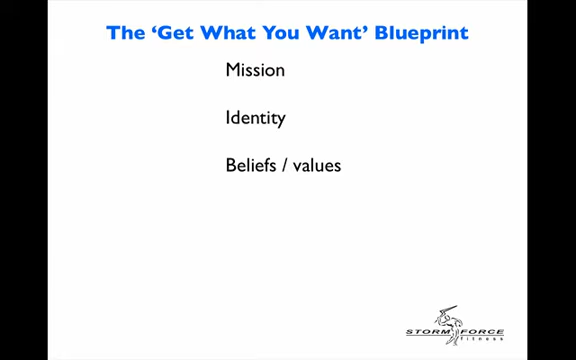 The ‘Get What You Want’ Blueprint
Mission
Identity
Beliefs / values
STORM FORCE
fitness